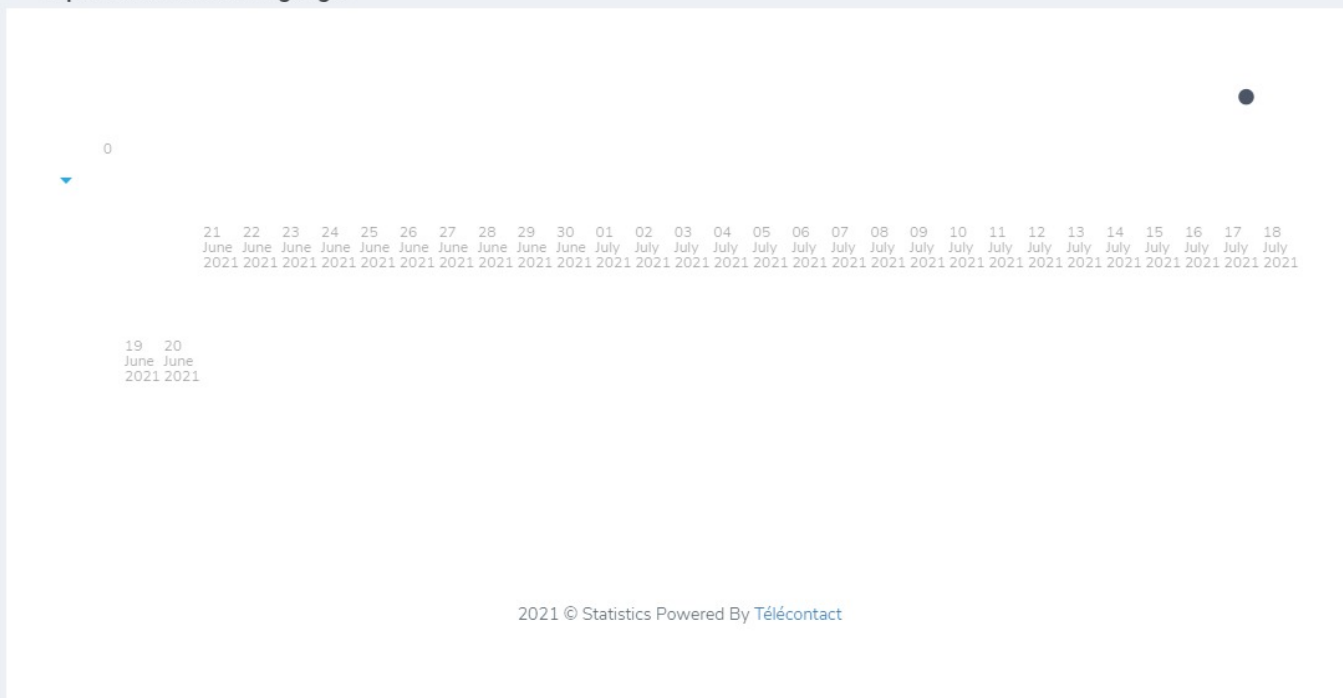 0
21 22 23 24 25 26 27 28 29 30 01 02 03 04 05 06 07 08 09 10 11 12 13 14 15 16 17 18
June June June June June June June June June June July July July July July July July July July July July July July July July July July July
2021 2021 2021 2021 2021 2021 2021 2021 2021 2021 2021 2021 2021 2021 2021 2021 2021 2021 2021 2021 2021 2021 2021 2021 2021 2021 2021 2021
19 20
June June
2021 2021
2021 © Statistics Powered By Télécontact